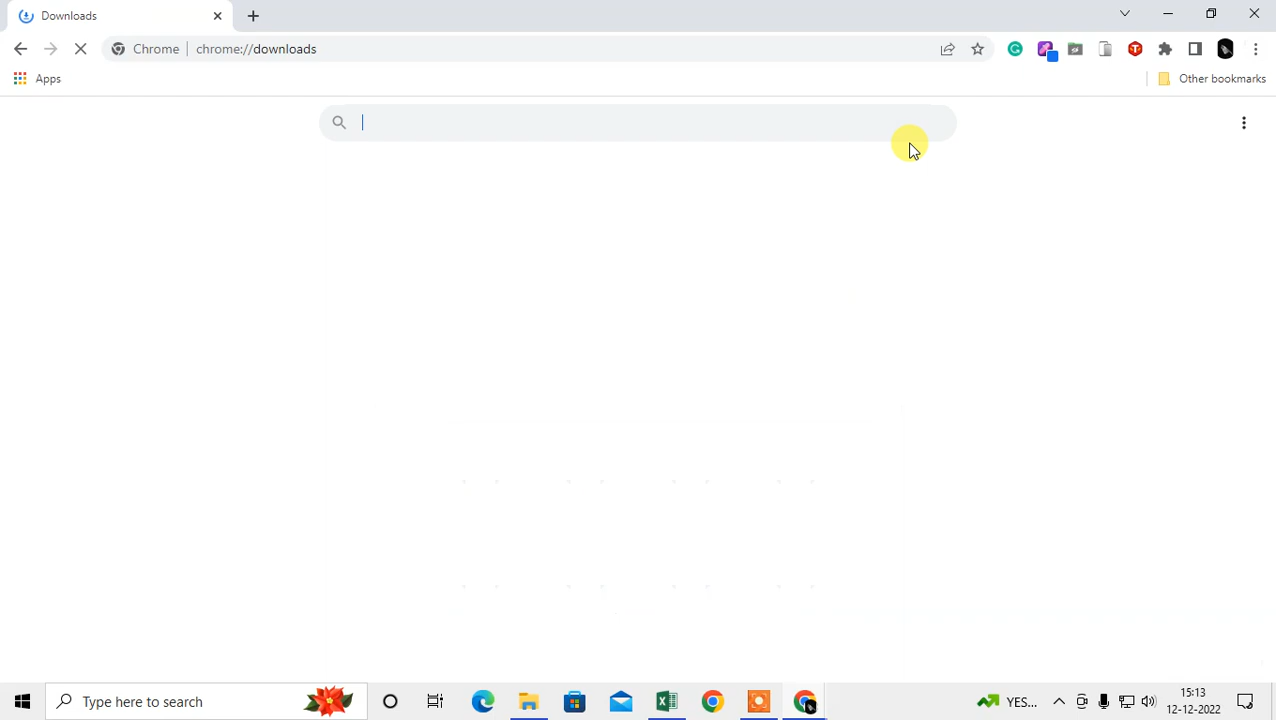 Downloads
Chrome chrome://downloads
Apps
Other bookmarks
Type here to search
YES...
15:13
12-12-2022